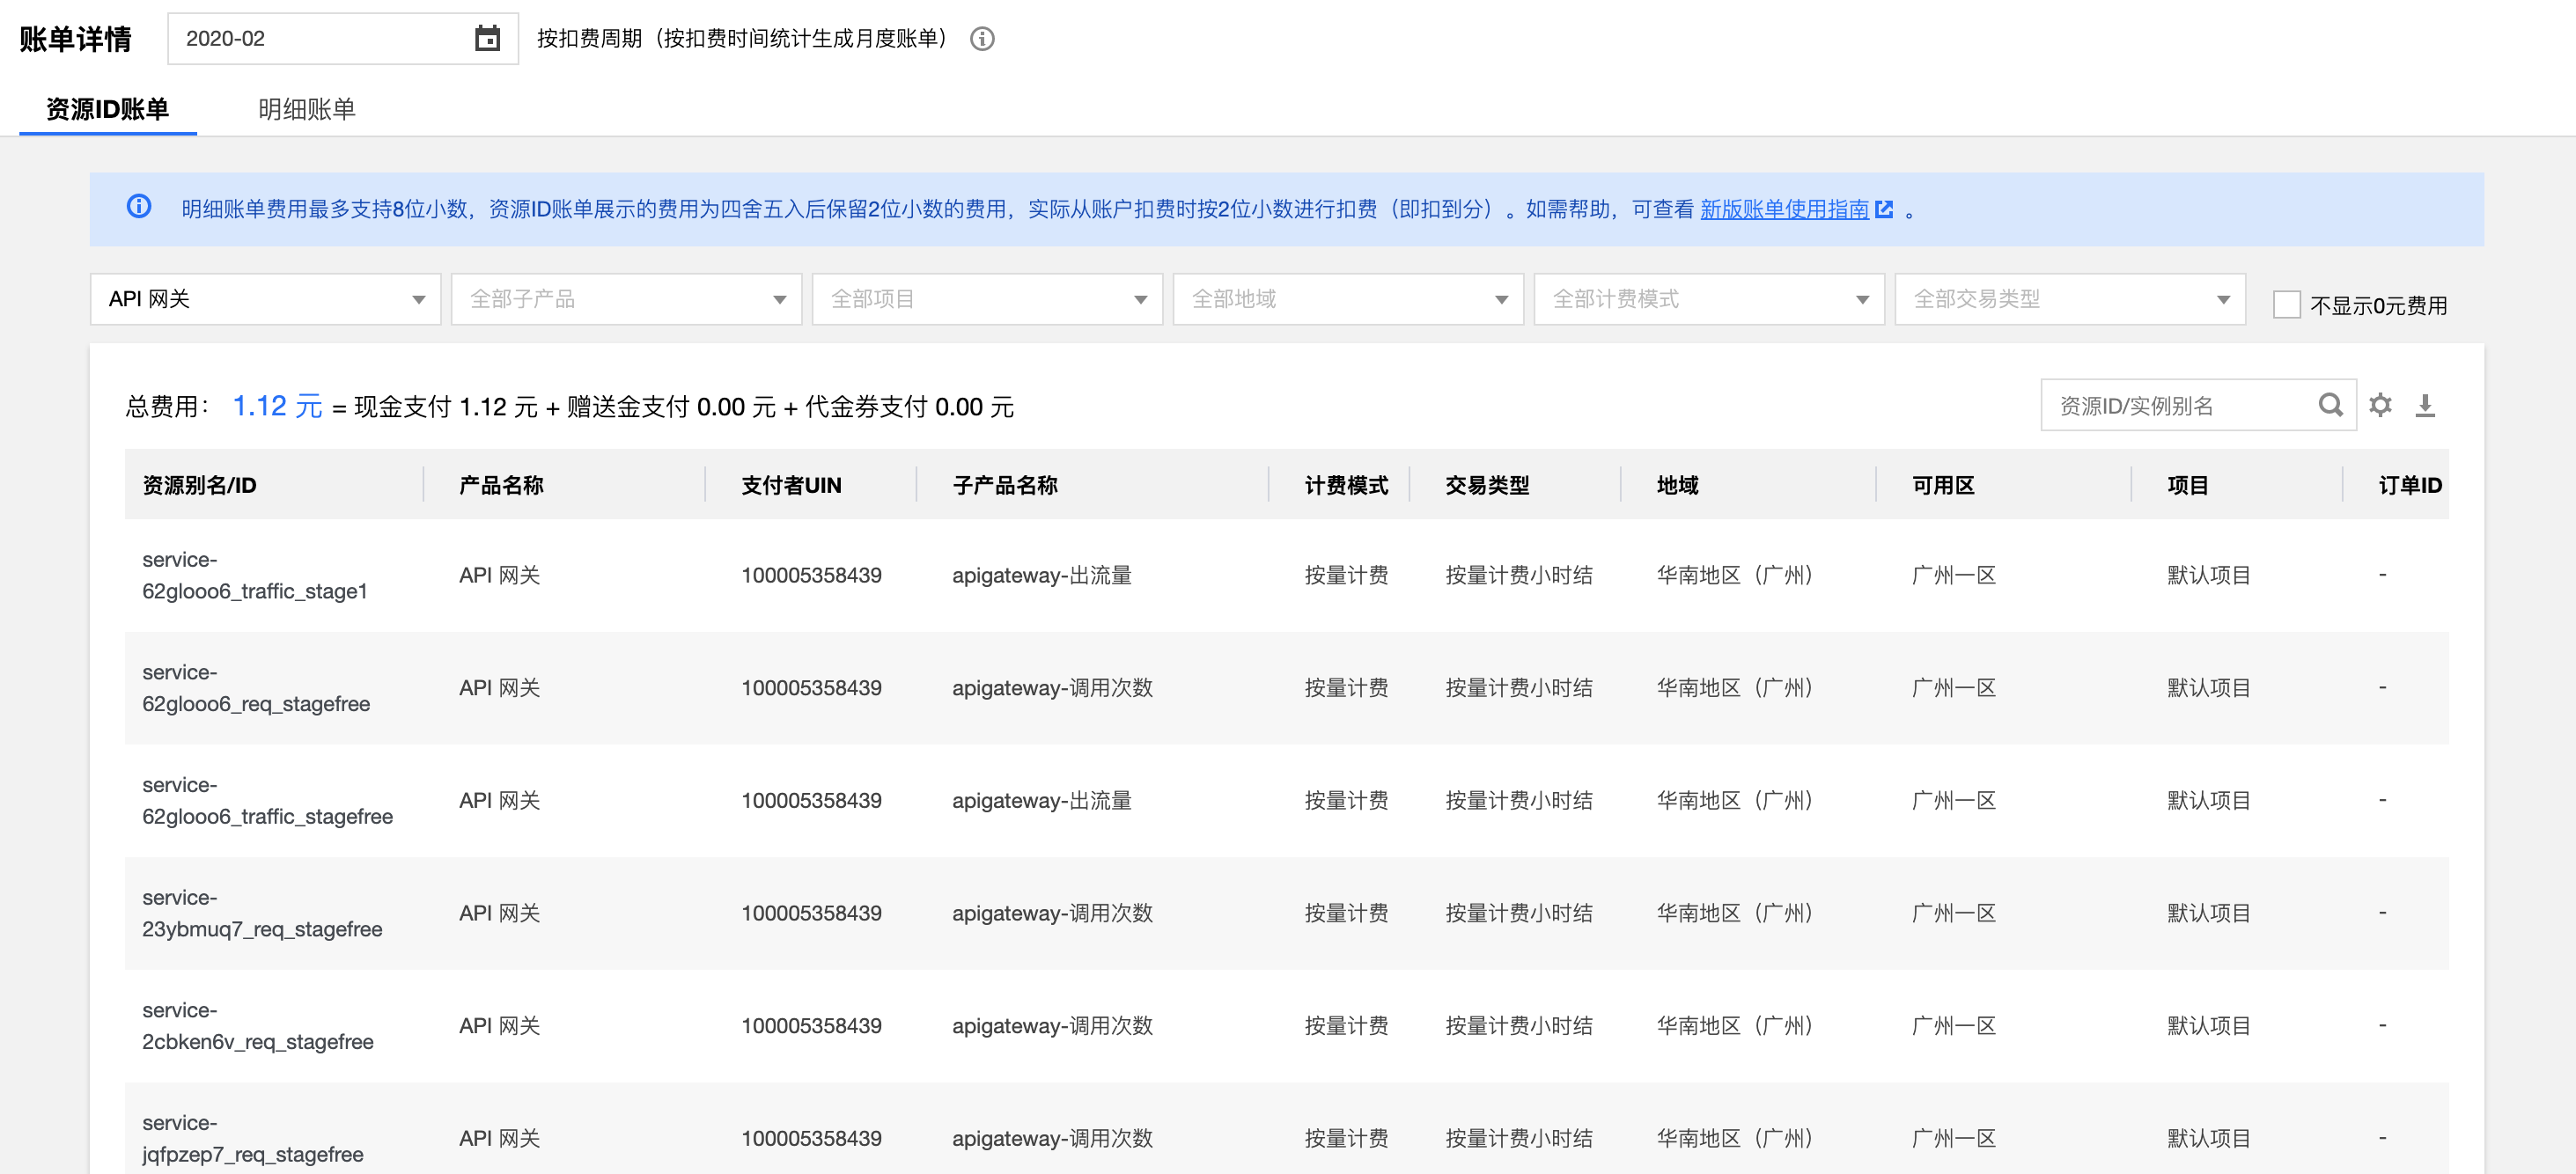 账单详情 2020-02 按扣费周期（按扣费时间统计生成月度账单）
资源ID账单 明细账单
明细账单费用最多支持8位小数，资源ID账单展示的费用为四舍五入后保留2位小数的费用，实际从账户扣费时按2位小数进行扣费（即扣到分）。如需帮助，可查看 新版账单使用指南 。
API 网关 全部子产品 全部项目 全部地域 全部计费模式 全部交易类型 不显示0元费用
总费用： 1.12 元 = 现金支付 1.12 元 + 赠送金支付 0.00 元 + 代金券支付 0.00 元 资源ID/实例别名
资源别名/ID 产品名称 支付者UIN 子产品名称 计费模式 交易类型 地域 可用区 项目 订单ID
service-
62glooo6_traffic_stage1 API 网关 100005358439 apigateway-出流量 按量计费 按量计费小时结 华南地区（广州） 广州一区 默认项目 -
service-
62glooo6_req_stagefree API 网关 100005358439 apigateway-调用次数 按量计费 按量计费小时结 华南地区（广州） 广州一区 默认项目 -
service-
62glooo6_traffic_stagefree API 网关 100005358439 apigateway-出流量 按量计费 按量计费小时结 华南地区（广州） 广州一区 默认项目 -
service-
23ybmuq7_req_stagefree API 网关 100005358439 apigateway-调用次数 按量计费 按量计费小时结 华南地区（广州） 广州一区 默认项目 -
service-
2cbken6v_req_stagefree API 网关 100005358439 apigateway-调用次数 按量计费 按量计费小时结 华南地区（广州） 广州一区 默认项目 -
service-
jqfpzep7_req_stagefree API 网关 100005358439 apigateway-调用次数 按量计费 按量计费小时结 华南地区（广州） 广州一区 默认项目 -